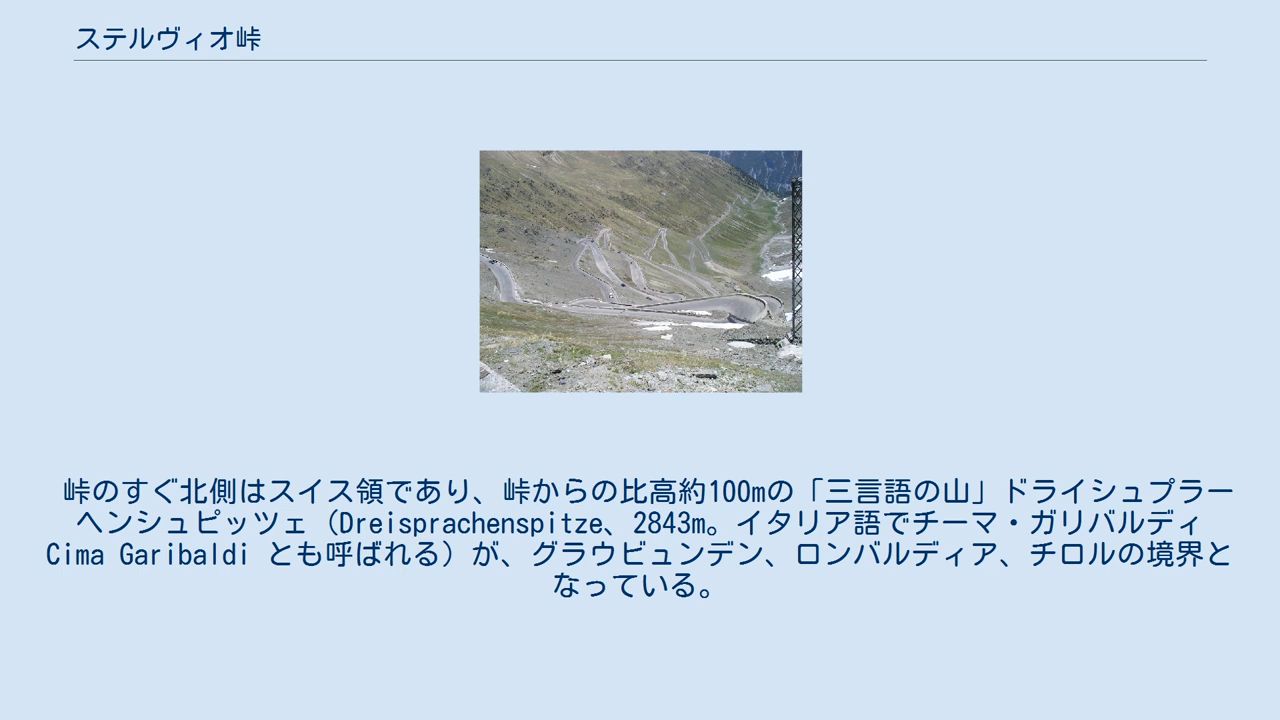 ステルヴィオ峠
峠のすぐ北側はスイス領であり、峠からの比高約100mの「三言語の山」ドライシュプラー
ヘンシュピッツェ（Dreisprachenspitze、2843m。イタリア語でチーマ・ガリバルディ
Cima Garibaldi とも呼ばれる）が、グラウビュンデン、ロンバルディア、チロルの境界と
なっている。